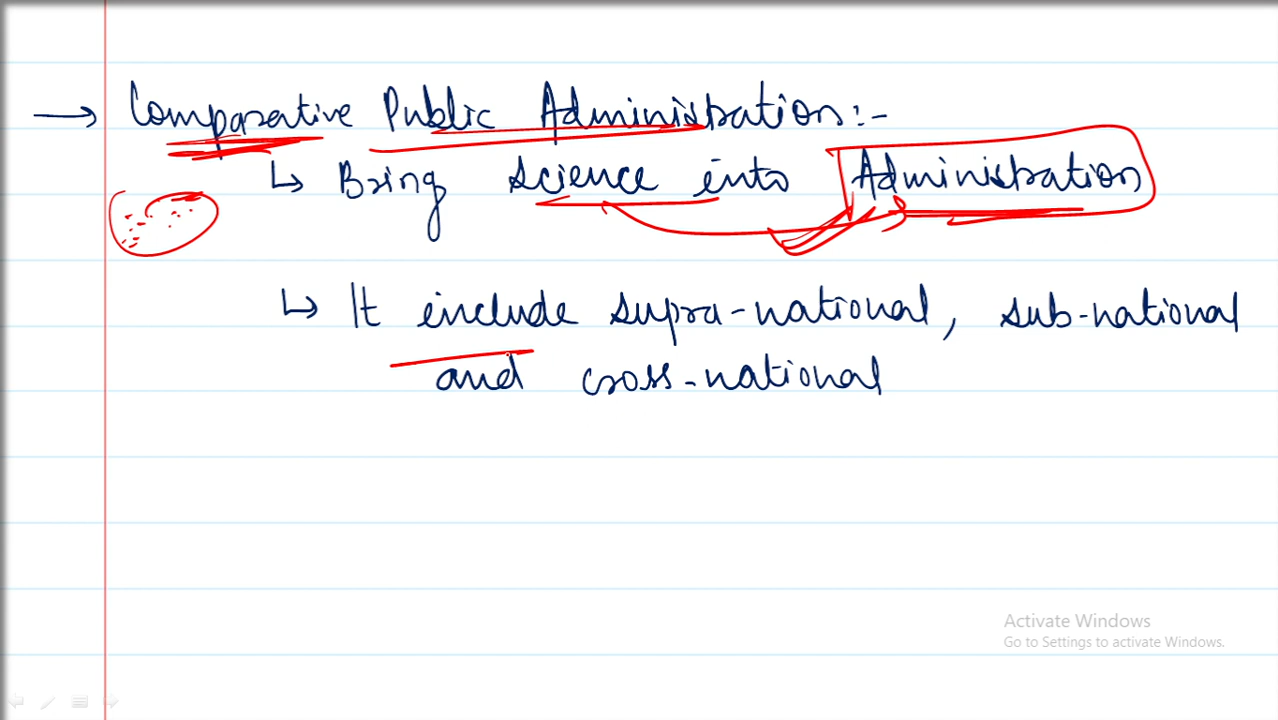 → Comparative Public Administration:-
↳ Bring science into Administration
↳ It include supra-national, sub-national
and cross-national
Activate Windows
Go to Settings to activate Windows.